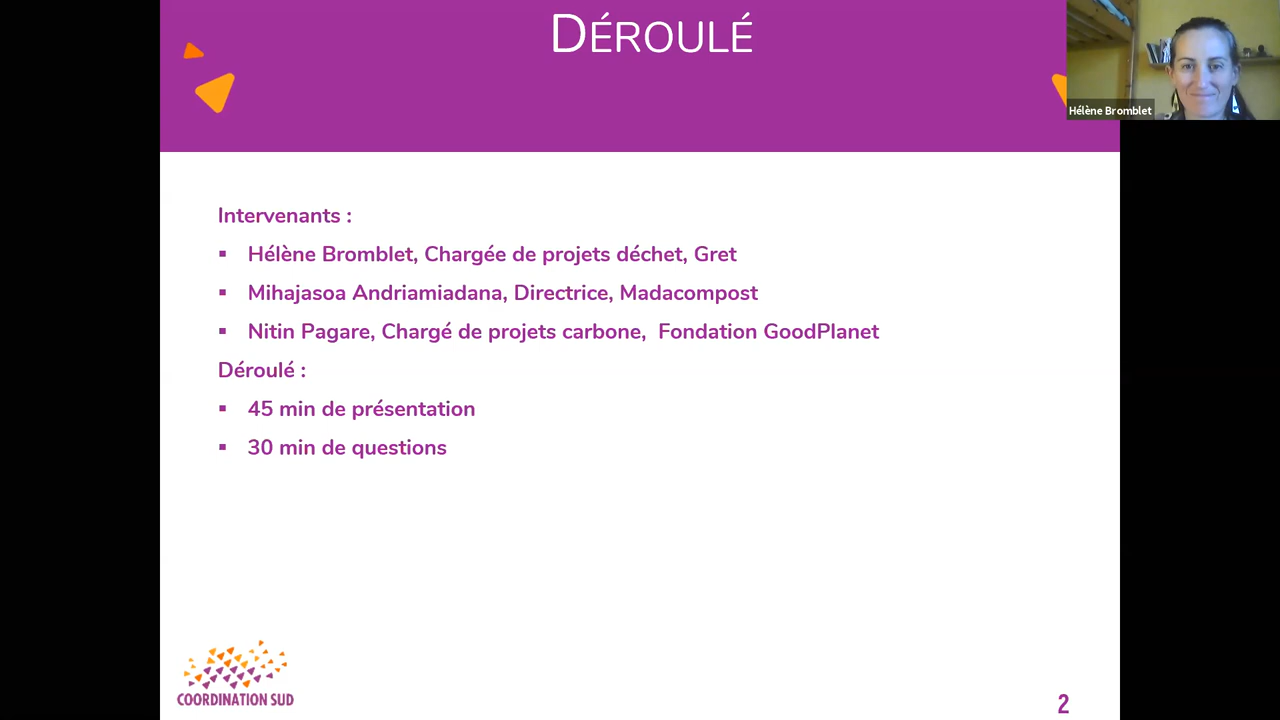 DÉROULÉ
Hélène Bromblet
Intervenants :
▪ Hélène Bromblet, Chargée de projets déchet, Gret
▪ Mihajasoa Andriamiadana, Directrice, Madacompost
▪ Nitin Pagare, Chargé de projets carbone,  Fondation GoodPlanet
Déroulé :
▪ 45 min de présentation
▪ 30 min de questions
COORDINATION SUD
2